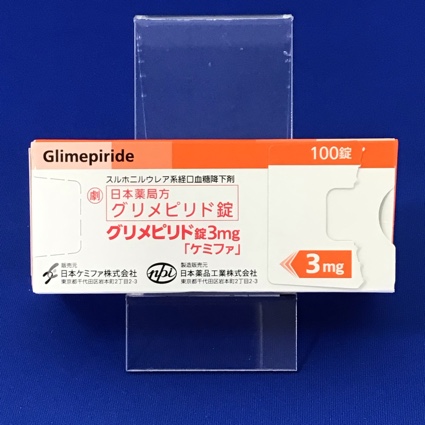 Glimepiride 100錠
スルホニルウレア系経口血糖降下剤
劇
日本薬局方
グリメピリド錠
グリメピリド錠3mg
「ケミファ」
3mg
販売元
日本ケミファ株式会社
東京都千代田区岩本町2丁目2-3
npi
製造販売元
日本薬品工業株式会社
東京都千代田区岩本町2丁目2-3